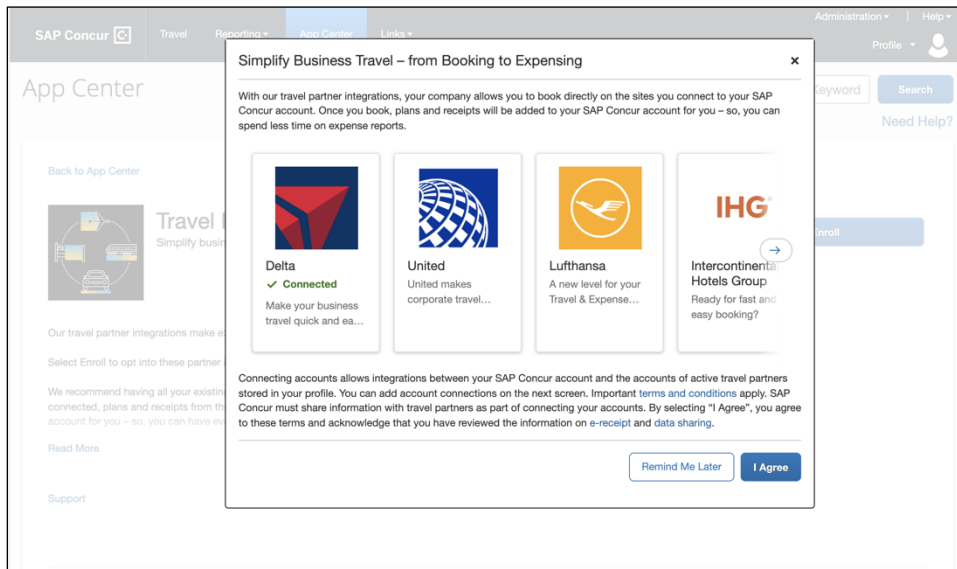 Administration | Help
SAP Concur C Travel Reporting App Center Links
Profile
App Center
Keyword Search
Need Help?
Simplify Business Travel – from Booking to Expensing ×
With our travel partner integrations, your company allows you to book directly on the sites you connect to your SAP
Concur account. Once you book, plans and receipts will be added to your SAP Concur account for you – so, you can
spend less time on expense reports.
IHG
Delta
✓ Connected
Make your business
travel quick and ea...
United
United makes
corporate travel...
Lufthansa
A new level for your
Travel & Expense...
Intercontinenta
Hotels Group
Ready for fast and
easy booking?
Connecting accounts allows integrations between your SAP Concur account and the accounts of active travel partners
stored in your profile. You can add account connections on the next screen. Important terms and conditions apply. SAP
Concur must share information with travel partners as part of connecting your accounts. By selecting “I Agree”, you agree
to these terms and acknowledge that you have reviewed the information on e-receipt and data sharing.
Remind Me Later I Agree
Back to App Center
Travel
Simplify busin
Enroll
Our travel partner integrations make e
Select Enroll to opt into these partner
We recommend having all your existing
connected, plans and receipts from th
account for you – so, you can have ev
Read More
Support